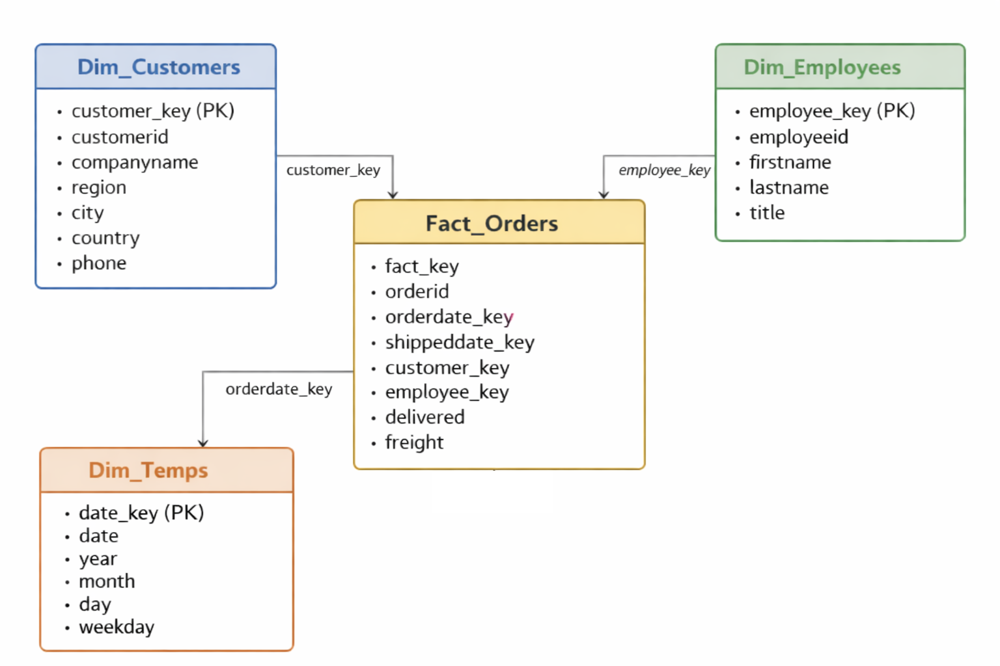 Dim_Customers
• customer_key (PK)
• customerid
• companyname
• region
• city
• country
• phone
customer_key
Dim_Employees
• employee_key (PK)
• employeeid
• firstname
• lastname
• title
employee_key
Fact_Orders
• fact_key
• orderid
• orderdate_key
• shippeddate_key
• customer_key
• employee_key
• delivered
• freight
orderdate_key
Dim_Temps
• date_key (PK)
• date
• year
• month
• day
• weekday